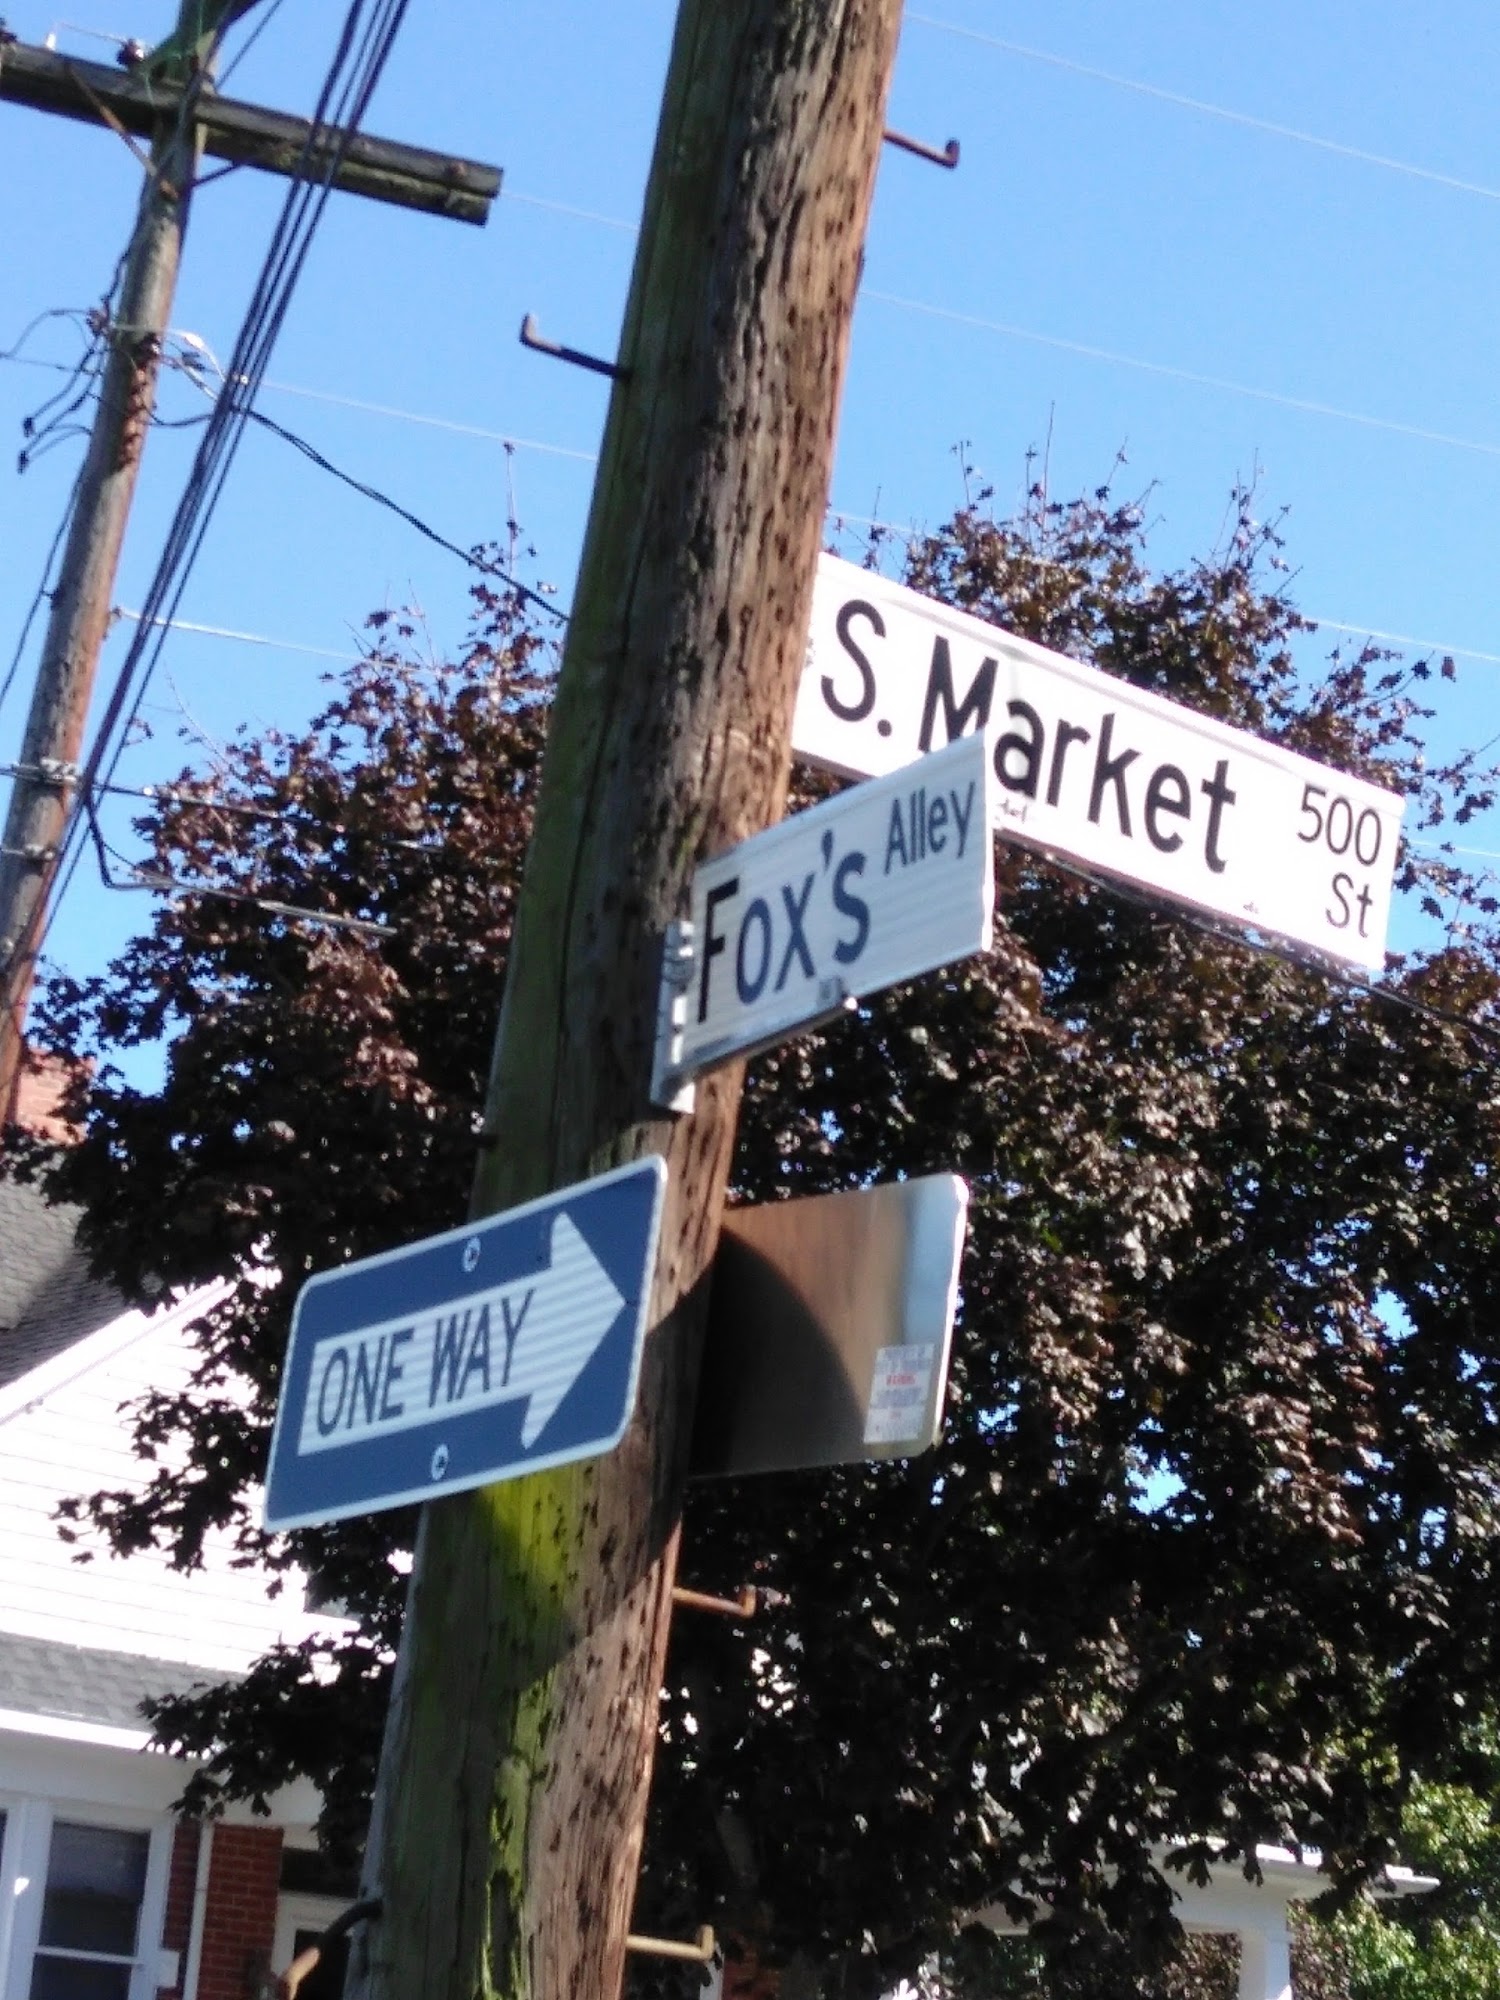 S. Market 500 St
Fox's Alley
ONE WAY